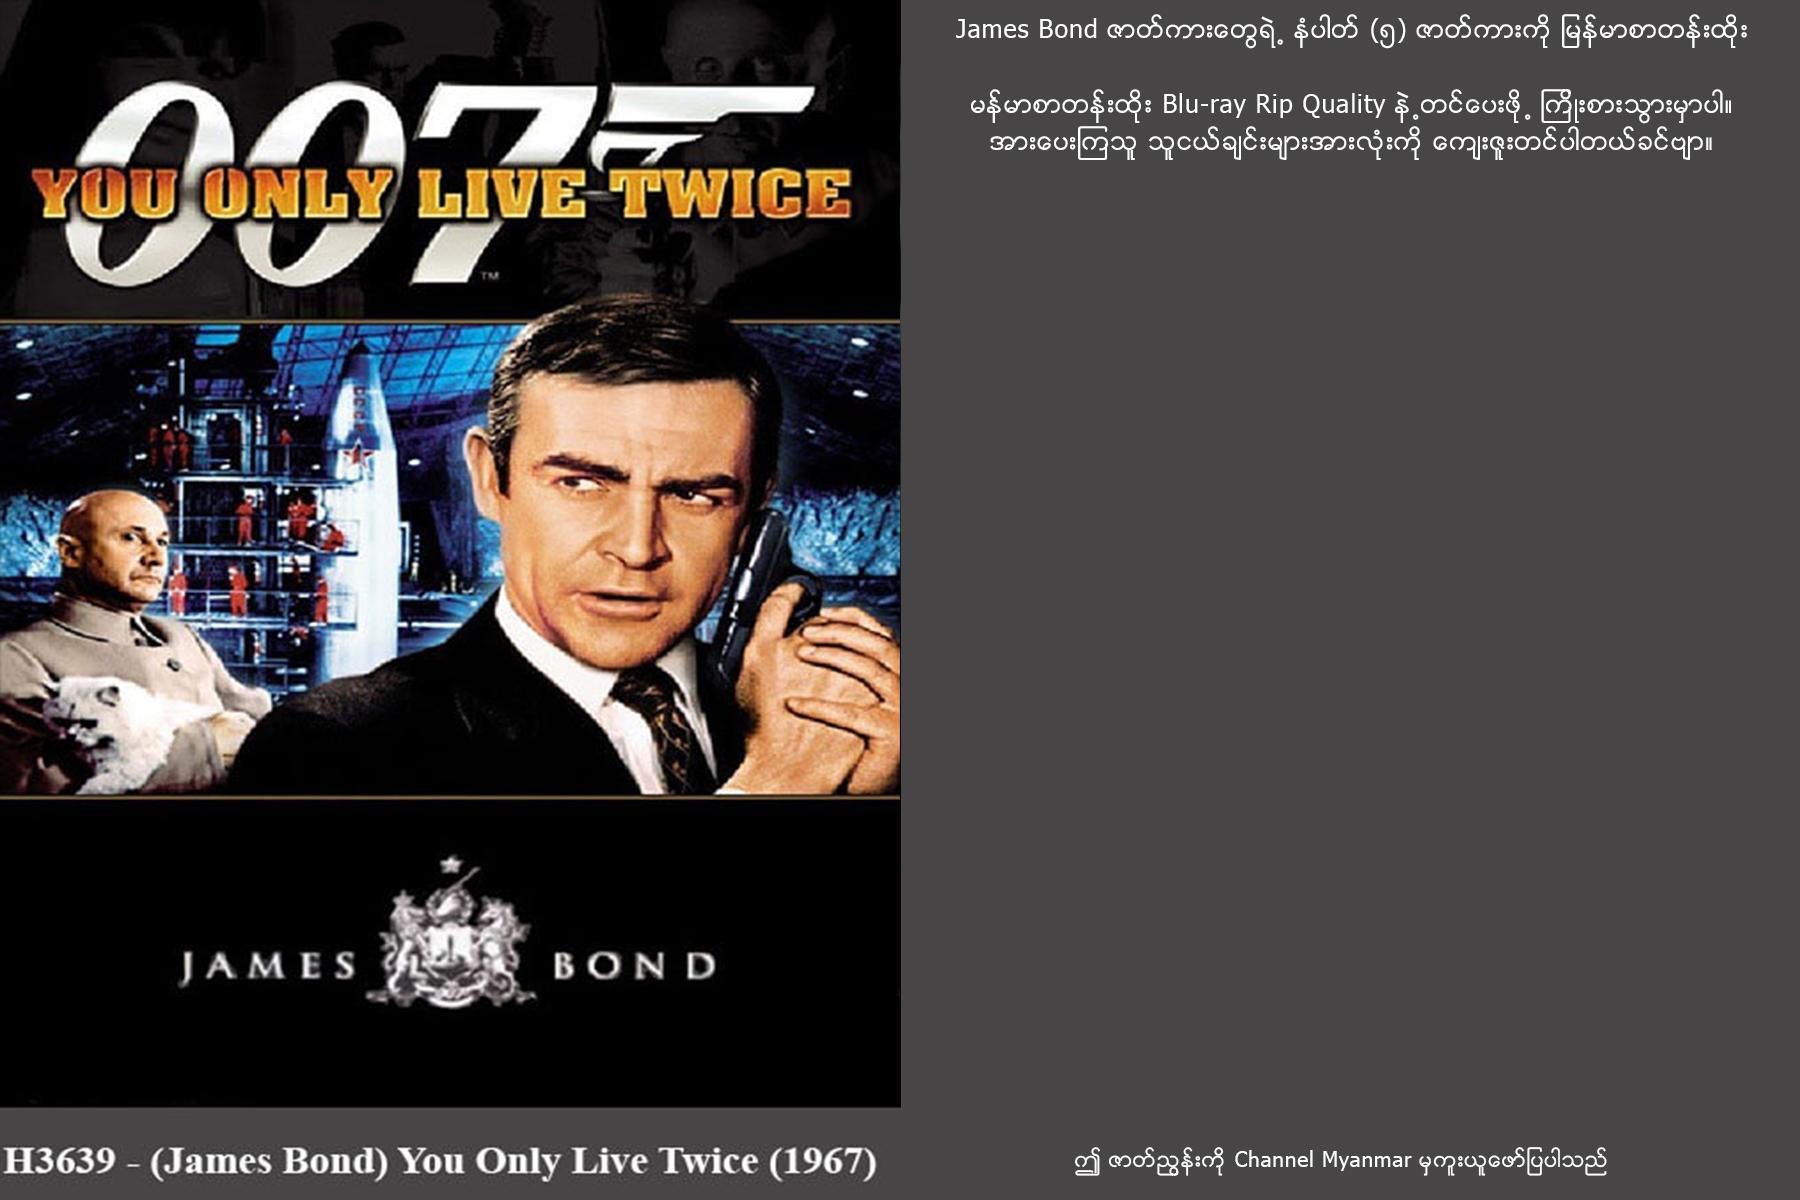 007
YOU ONLY LIVE TWICE
TM
JAMES BOND
H3639 - (James Bond) You Only Live Twice (1967)
James Bond ဇာတ်ကားတွေရဲ့ နံပါတ် (၅) ဇာတ်ကားကို မြန်မာစာတန်းထိုး
မန်မာစာတန်းထိုး Blu-ray Rip Quality နဲ့တင်ပေးဖို့ ကြိုးစားသွားမှာပါ။
အားပေးကြသူ သူငယ်ချင်းများအားလုံးကို ကျေးဇူးတင်ပါတယ်ခင်ဗျာ။
ဤ ဇာတ်ညွှန်းကို Channel Myanmar မှကူးယူဖော်ပြပါသည်